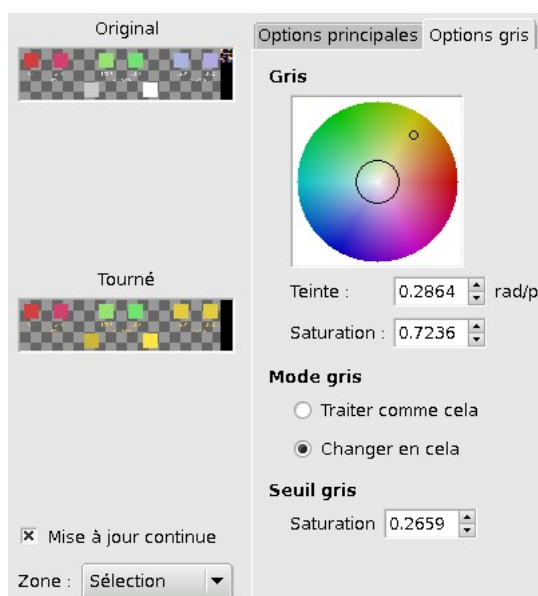 Original
Tourné
Mise à jour continue
Zone : Sélection
Options principales Options gris
Gris
Teinte : 0.2864 rad/p
Saturation : 0.7236
Mode gris
Traiter comme cela
Changer en cela
Seuil gris
Saturation 0.2659